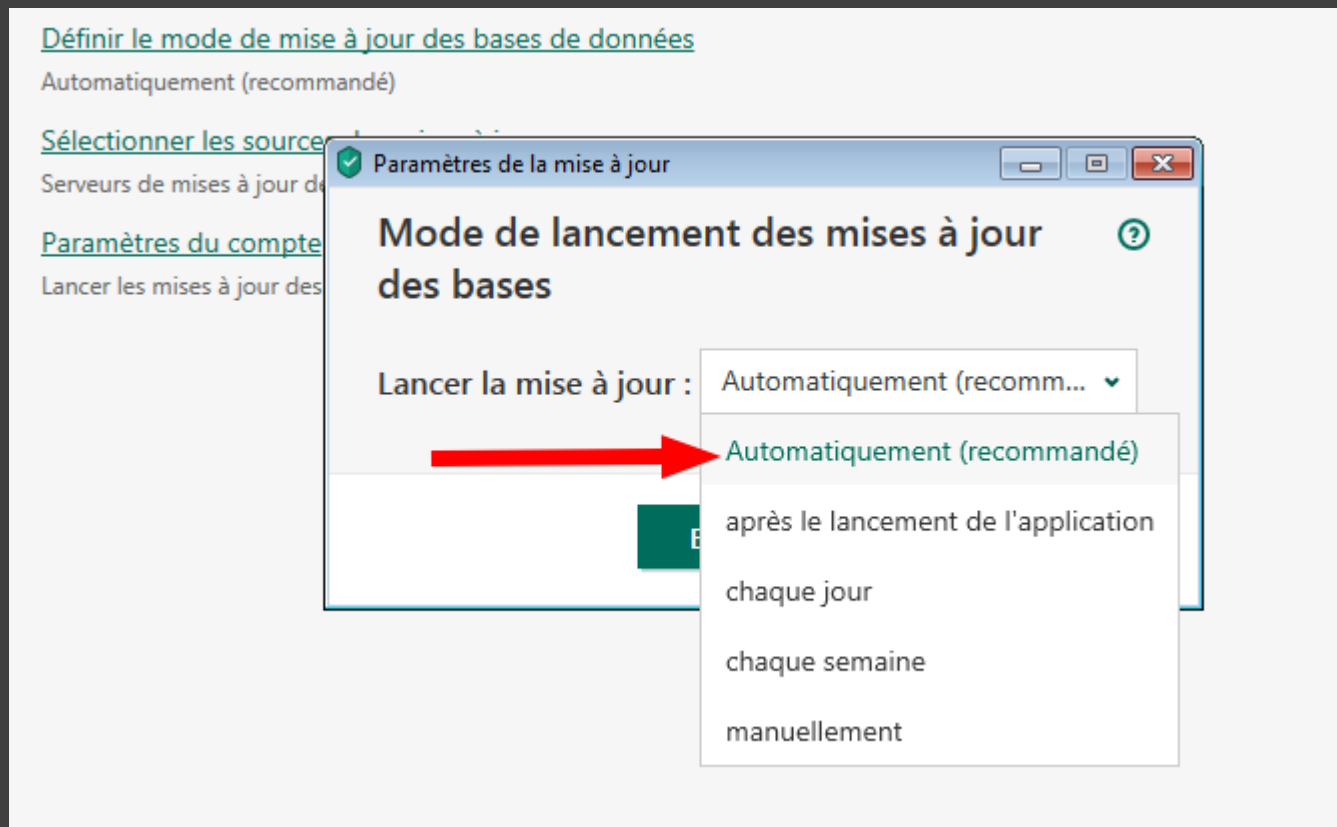 Définir le mode de mise à jour des bases de données
Automatiquement (recommandé)
Sélectionner les sources
Serveurs de mises à jour
Paramètres du compte
Lancer les mises à jour des
Paramètres de la mise à jour
Mode de lancement des mises à jour
des bases
Lancer la mise à jour :
Automatiquement (recomm...
Automatiquement (recommandé)
après le lancement de l'application
chaque jour
chaque semaine
manuellement